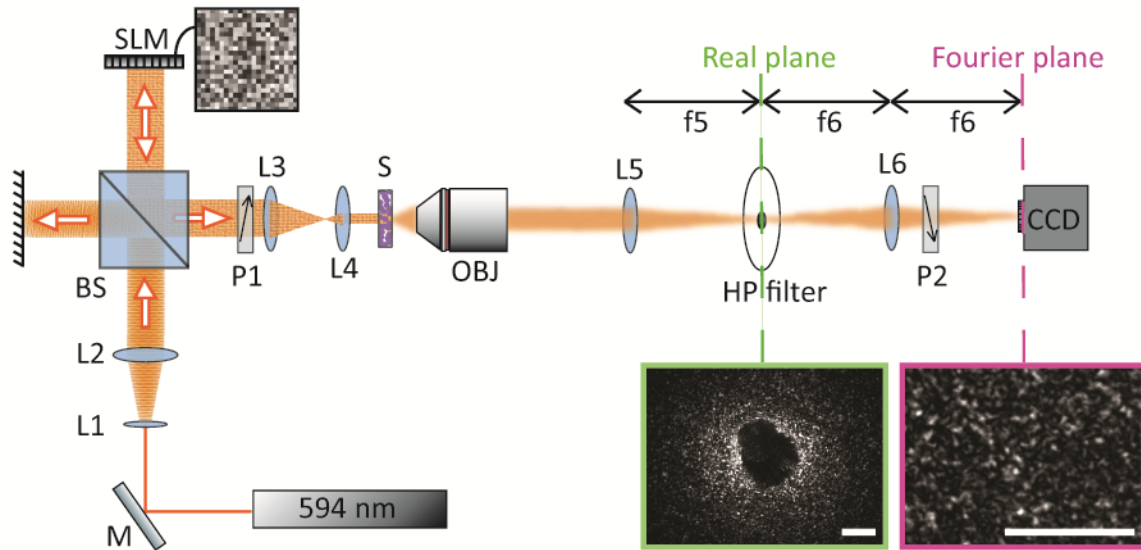 SLM
Real plane
Fourier plane
f5
f6
f6
L3
S
L5
L6
CCD
BS
P1
L4
OBJ
HP filter
P2
L2
L1
594 nm
M